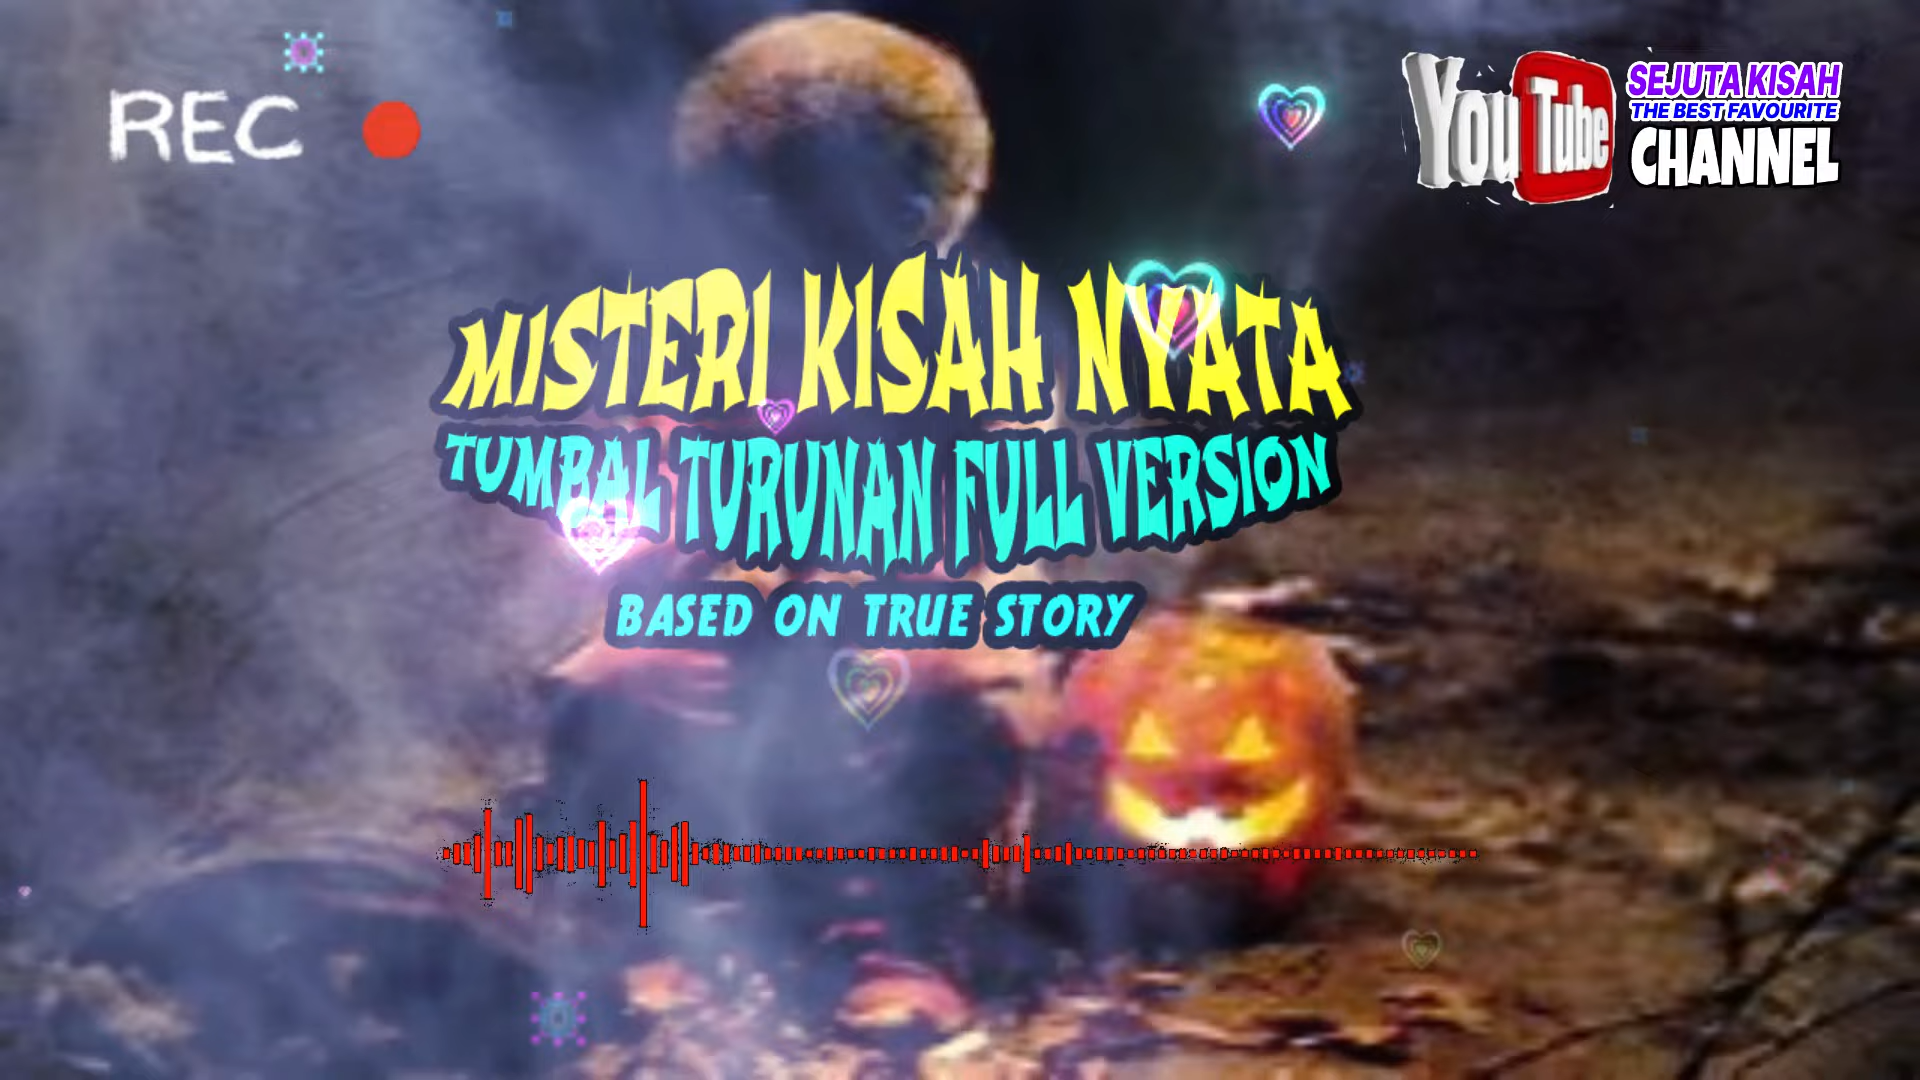 REC
YouTube
SEJUTA KISAH
THE BEST FAVOURITE
CHANNEL
MISTERI KISAH NYATA
TUMBAL TURUNAN FULL VERSION
BASED ON TRUE STORY